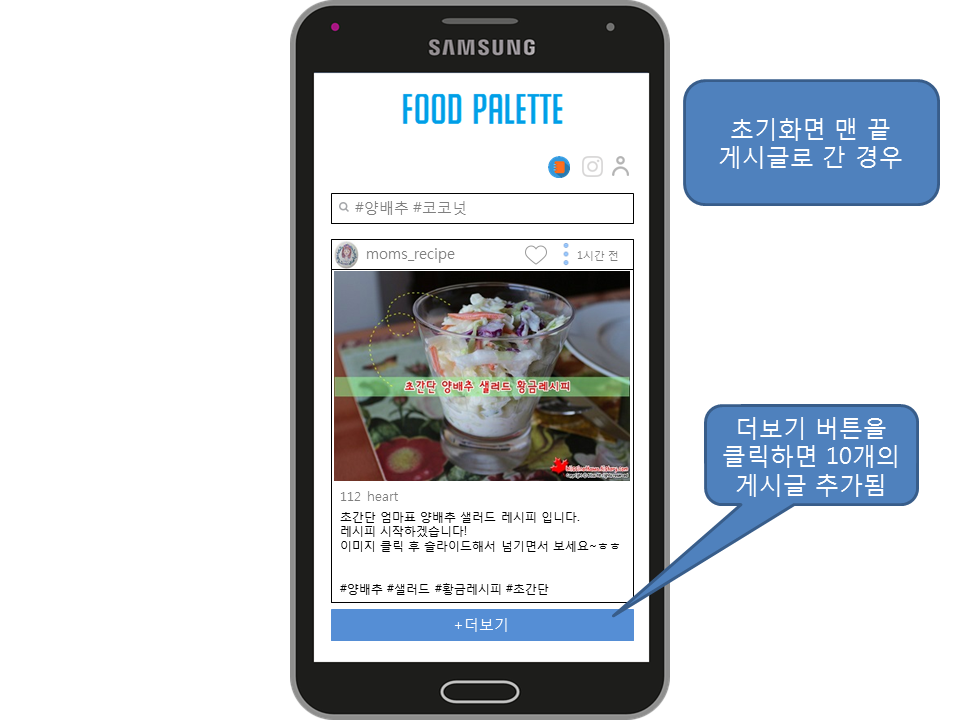 SAMSUNG
FOOD PALETTE
초기화면 맨 끝
게시글로 간 경우
#양배추 #코코넛
moms_recipe
1시간 전
초간단 양배추 샐러드 황금레시피
112 heart
초간단 엄마표 양배추 샐러드 레시피 입니다.
레시피 시작하겠습니다!
이미지 클릭 후 슬라이드해서 넘기면서 보세요~ㅎㅎ
#양배추 #샐러드 #황금레시피 #초간단
+더보기
더보기 버튼을
클릭하면 10개의
게시글 추가됨